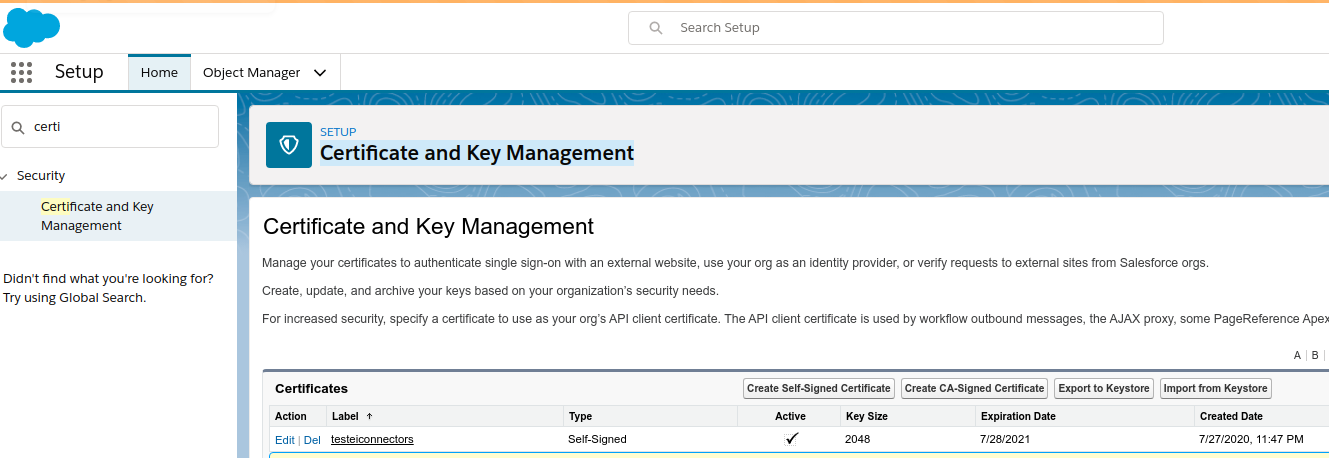 Search Setup
Setup
Home
Object Manager
certi
Security
Certificate and Key
Management
Didn't find what you're looking for?
Try using Global Search.
SETUP
Certificate and Key Management
Certificate and Key Management
Manage your certificates to authenticate single sign-on with an external website, use your org as an identity provider, or verify requests to external sites from Salesforce orgs.
Create, update, and archive your keys based on your organization's security needs.
For increased security, specify a certificate to use as your org's API client certificate. The API client certificate is used by workflow outbound messages, the AJAX proxy, some PageReference Apex
A | B |
Certificates
Create Self-Signed Certificate Create CA-Signed Certificate Export to Keystore Import from Keystore
Action Label ↑ Type Active Key Size Expiration Date Created Date
Edit | Del testeiconnectors Self-Signed ✓ 2048 7/28/2021 7/27/2020, 11:47 PM